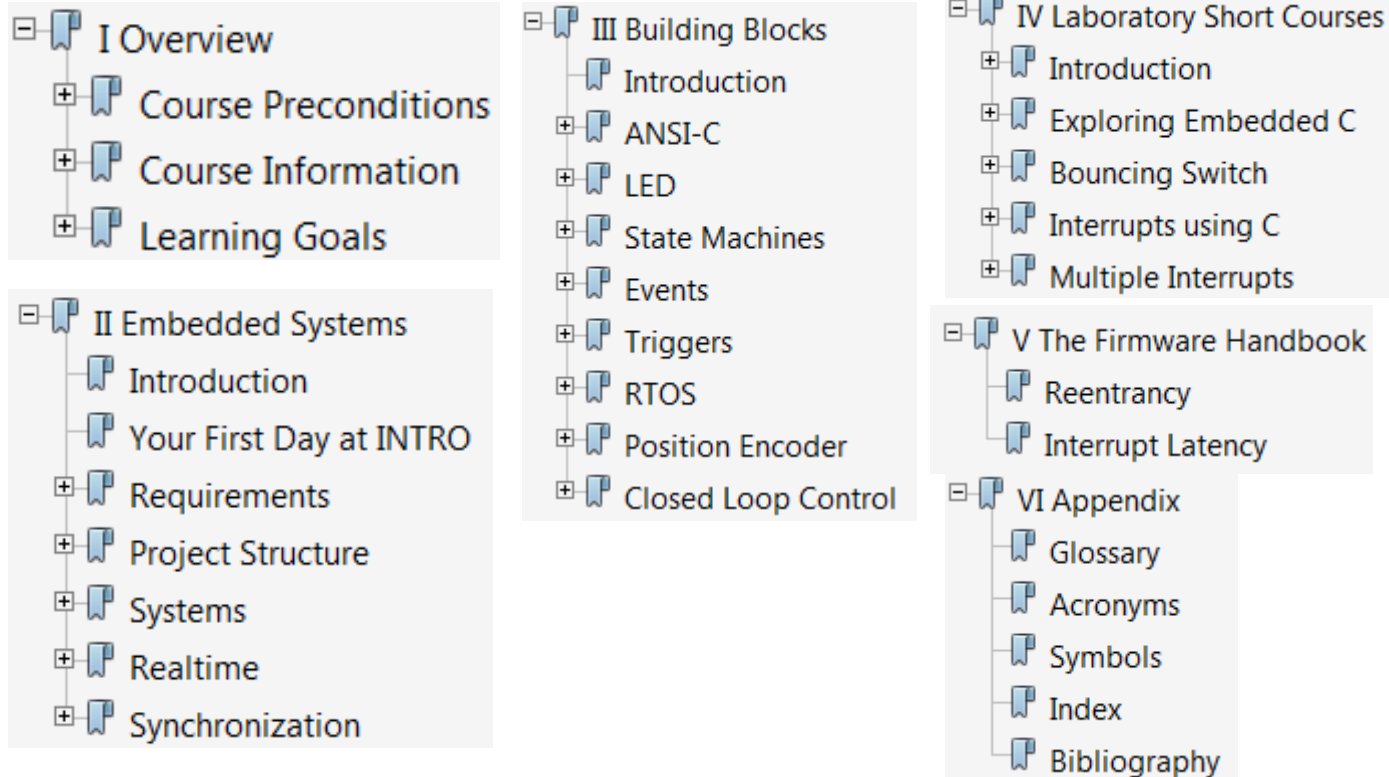 I Overview
Course Preconditions
Course Information
Learning Goals
II Embedded Systems
Introduction
Your First Day at INTRO
Requirements
Project Structure
Systems
Realtime
Synchronization
III Building Blocks
Introduction
ANSI-C
LED
State Machines
Events
Triggers
RTOS
Position Encoder
Closed Loop Control
IV Laboratory Short Courses
Introduction
Exploring Embedded C
Bouncing Switch
Interrupts using C
Multiple Interrupts
V The Firmware Handbook
Reentrancy
Interrupt Latency
VI Appendix
Glossary
Acronyms
Symbols
Index
Bibliography